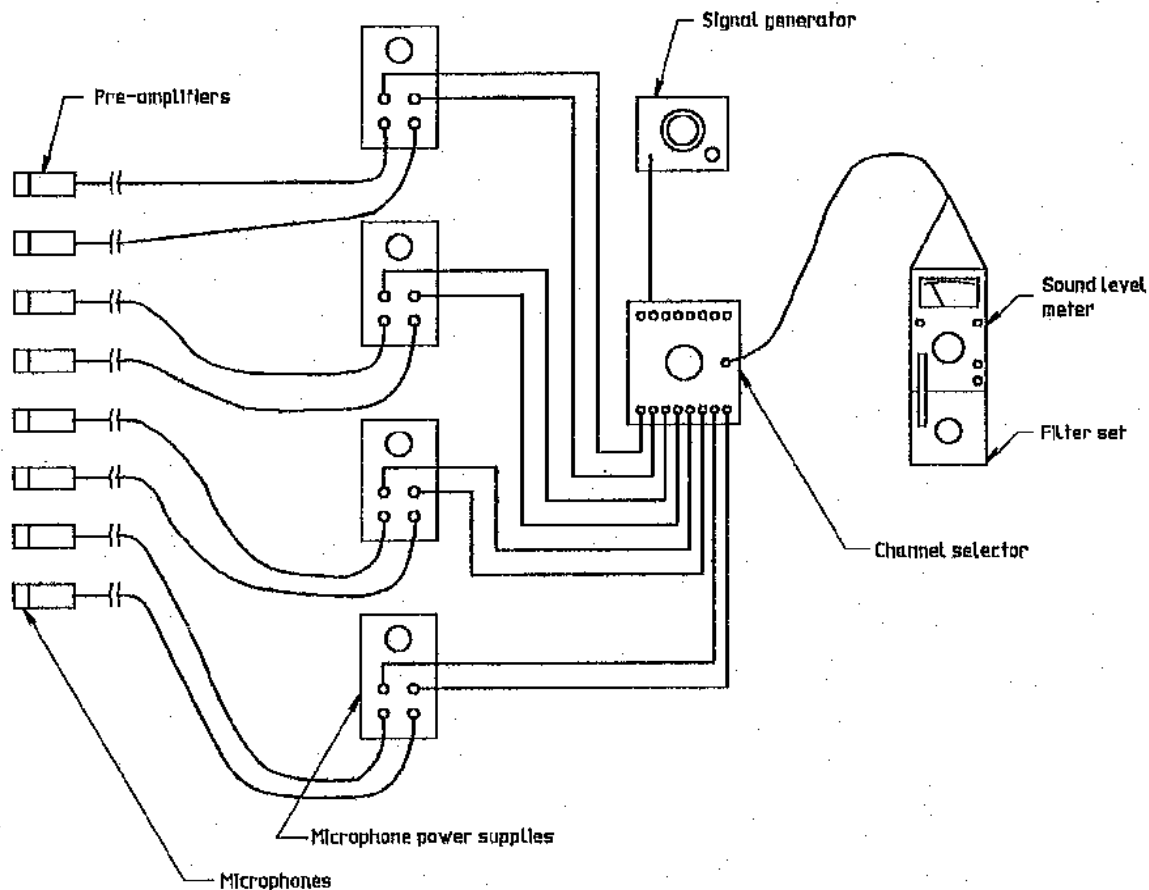 Signal generator
Pre-amplifiers
Sound level
meter
Filter set
Channel selector
Microphone power supplies
Microphones